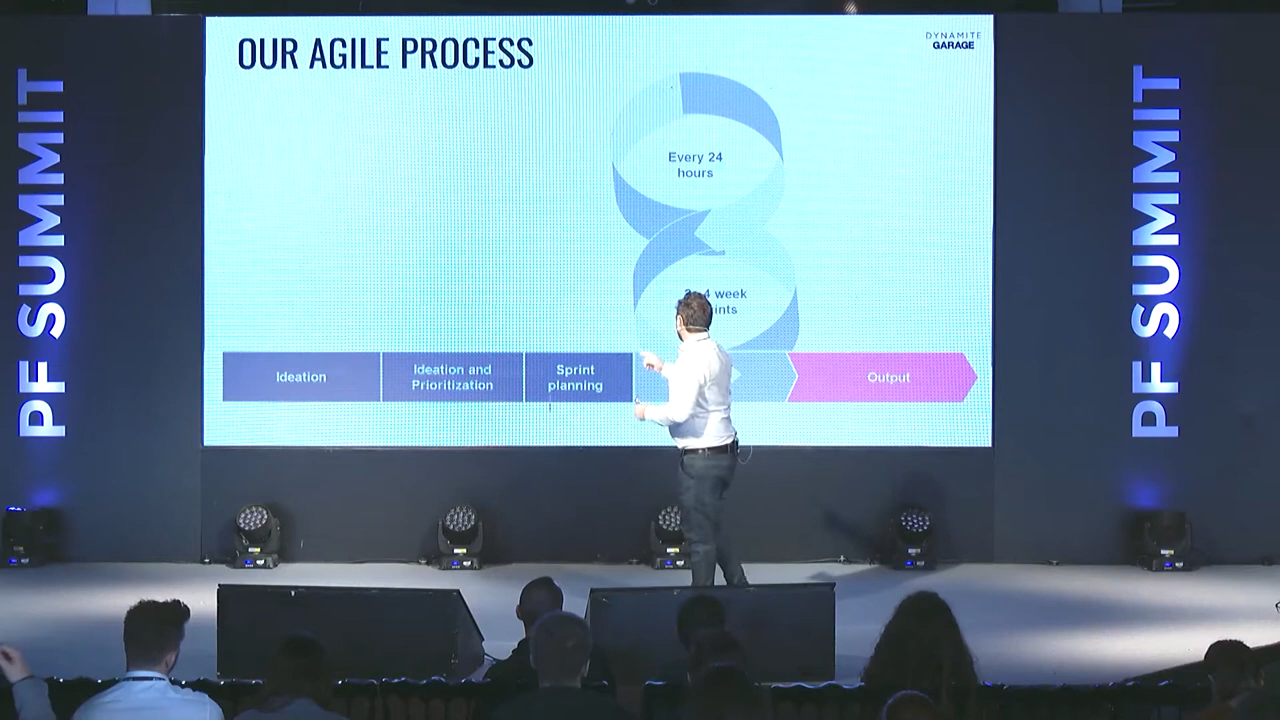 PF SUMMIT
OUR AGILE PROCESS
DYNAMITE
GARAGE
Every 24
hours
4 week
Ideation
Ideation and
Prioritization
Sprint
planning
Output
PF SUMMIT